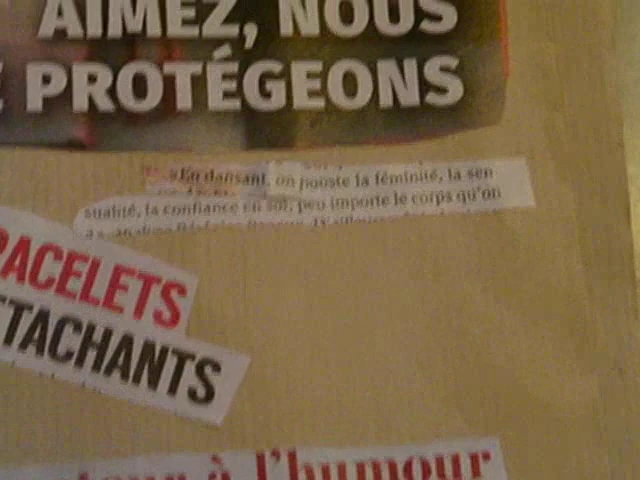 AIMEZ, NOUS
PROTÉGEONS
«En dansant, on booste la féminité, la sen
sualité, la confiance en soi, peu importe le corps qu'on
RACELETS
TTACHANTS
à l'humour